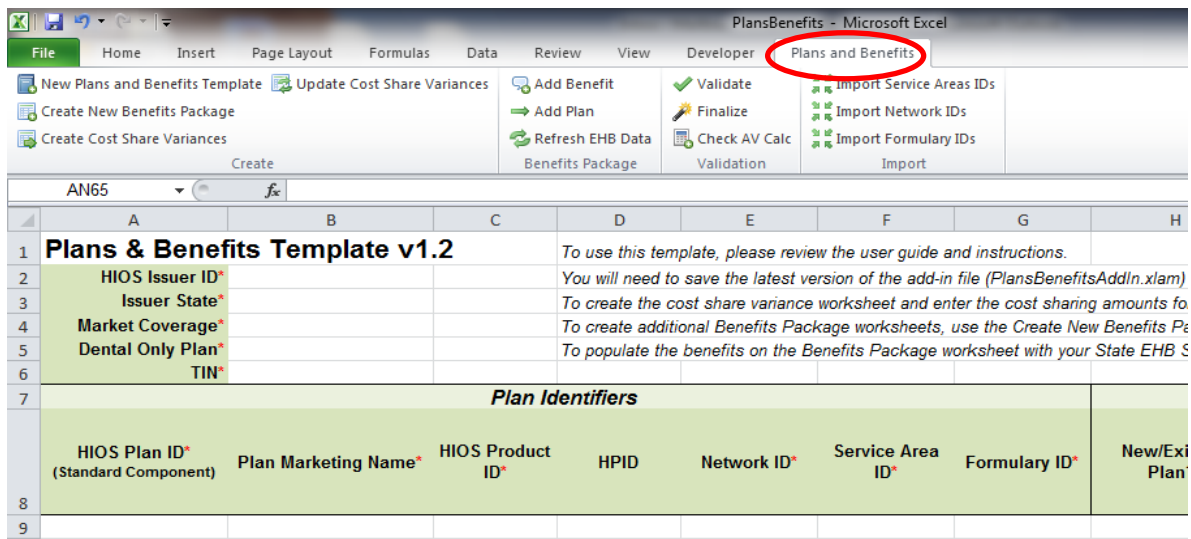 PlansBenefits - Microsoft Excel
File Home Insert Page Layout Formulas Data Review View Developer Plans and Benefits
New Plans and Benefits Template Update Cost Share Variances Add Benefit Validate Import Service Areas IDs
Create New Benefits Package Add Plan Finalize Import Network IDs
Create Cost Share Variances Refresh EHB Data Check AV Calc Import Formulary IDs
Create Benefits Package Validation Import
AN65 fx
A B C D E F G H
1 Plans & Benefits Template v1.2 To use this template, please review the user guide and instructions.
2 HIOS Issuer ID* You will need to save the latest version of the add-in file (PlansBenefitsAddIn.xlam)
3 Issuer State* To create the cost share variance worksheet and enter the cost sharing amounts fo
4 Market Coverage* To create additional Benefits Package worksheets, use the Create New Benefits Pa
5 Dental Only Plan* To populate the benefits on the Benefits Package worksheet with your State EHB S
6 TIN*
7 Plan Identifiers
HIOS Plan ID* Plan Marketing Name* HIOS Product HPID Network ID* Service Area Formulary ID* New/Exi
(Standard Component) ID* ID* Plan
8
9